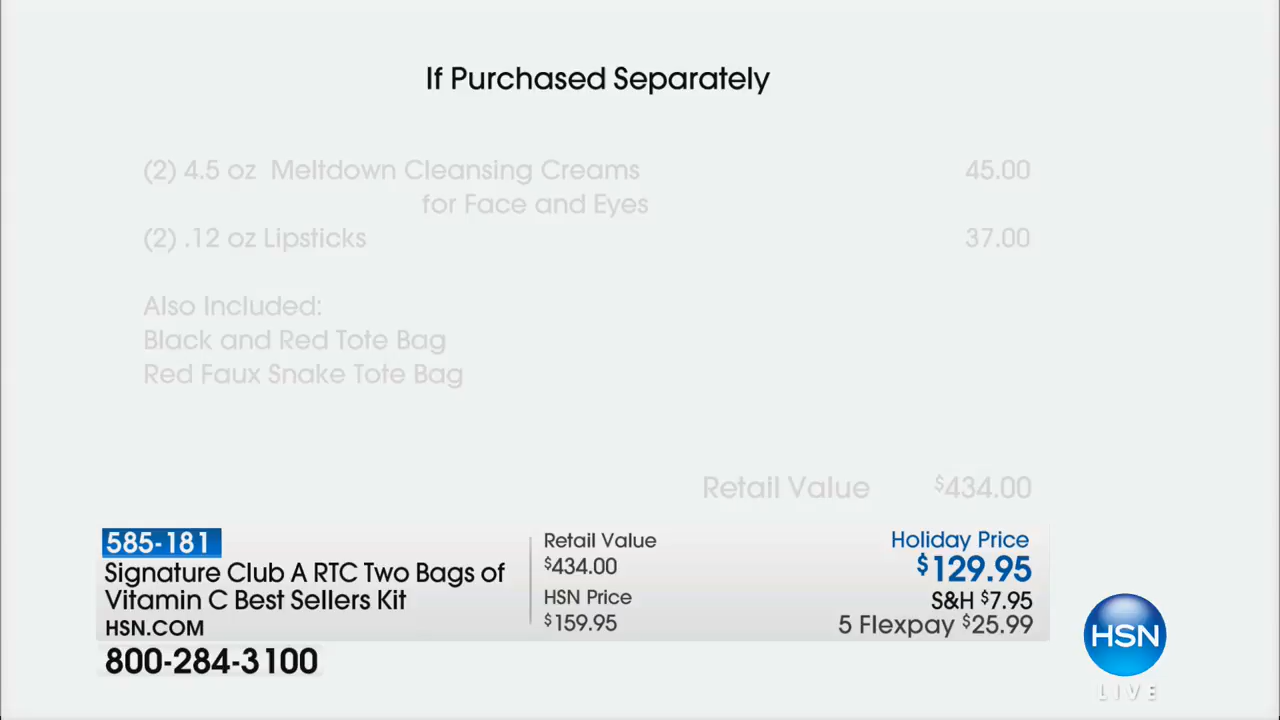 If Purchased Separately
(2) 4.5 oz Meltdown Cleansing Creams 45.00
for Face and Eyes
(2) .12 oz Lipsticks 37.00
Also Included:
Black and Red Tote Bag
Red Faux Snake Tote Bag
Retail Value $434.00
585-181
Signature Club A RTC Two Bags of
Vitamin C Best Sellers Kit
HSN.COM
800-284-3100
Retail Value
$434.00
HSN Price
$159.95
Holiday Price
$129.95
S&H $7.95
5 Flexpay $25.99
HSN
LIVE